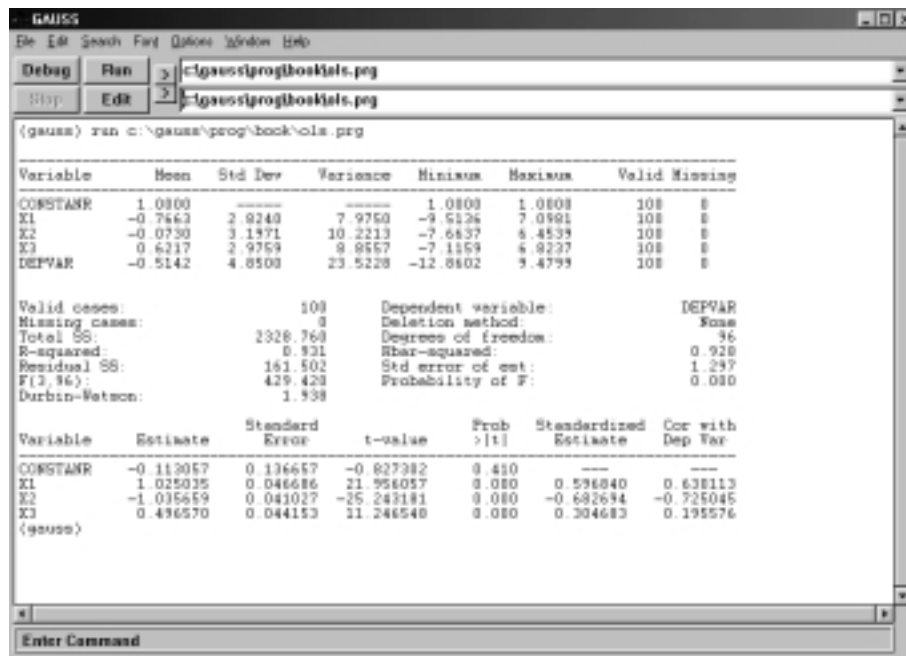 GAUSS
File Edit Search Font Options Window Help
Debug Run > c:\gauss\prog\book\ols.prg
Stop Edit > c:\gauss\prog\book\ols.prg
(gauss) run c:\gauss\prog\book\ols.prg
Variable Mean Std Dev Variance Minimum Maximum Valid Missing
CONSTANR 1.0000 ----- ----- 1.0000 1.0000 100 0
X1 -0.7663 2.8240 7.9750 -9.5136 7.0981 100 0
X2 -0.0730 3.1971 10.2213 -7.6637 6.4539 100 0
X3 0.6217 2.9759 8.8557 -7.1159 6.8237 100 0
DEPVAR -0.5142 4.8500 23.5228 -12.8602 9.4799 100 0
Valid cases: 100 Dependent variable: DEPVAR
Missing cases: 0 Deletion method: None
Total SS: 2328.760 Degrees of freedom: 96
R-squared: 0.931 Rbar-squared: 0.928
Residual SS: 161.502 Std error of est: 1.297
F(3,96): 429.420 Probability of F: 0.000
Durbin-Watson: 1.938
Standard Prob Standardized Cor with
Variable Estimate Error t-value >|t| Estimate Dep Var
CONSTANR -0.113057 0.136657 -0.827302 0.410 --- ---
X1 1.025035 0.046686 21.956057 0.000 0.596840 0.630113
X2 -1.035659 0.041027 -25.243181 0.000 -0.682694 -0.725045
X3 0.496570 0.044153 11.246540 0.000 0.304683 0.195576
(gauss)
Enter Command